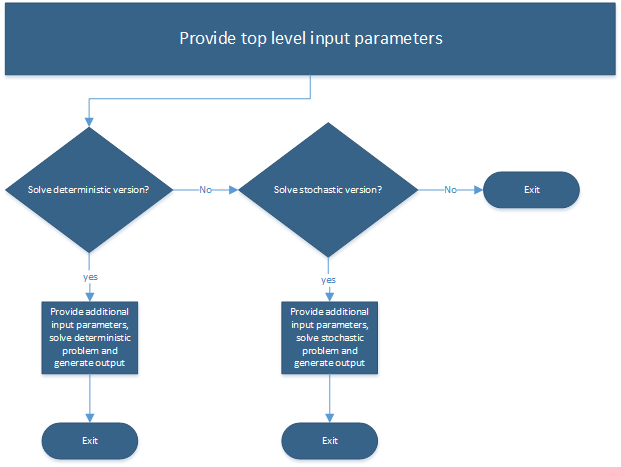 Provide top level input parameters
Solve deterministic version?
No
Solve stochastic version?
No
Exit
yes
yes
Provide additional
input parameters,
solve deterministic
problem and
generate output
Provide additional
input parameters,
solve stochastic
problem and
generate output
Exit
Exit